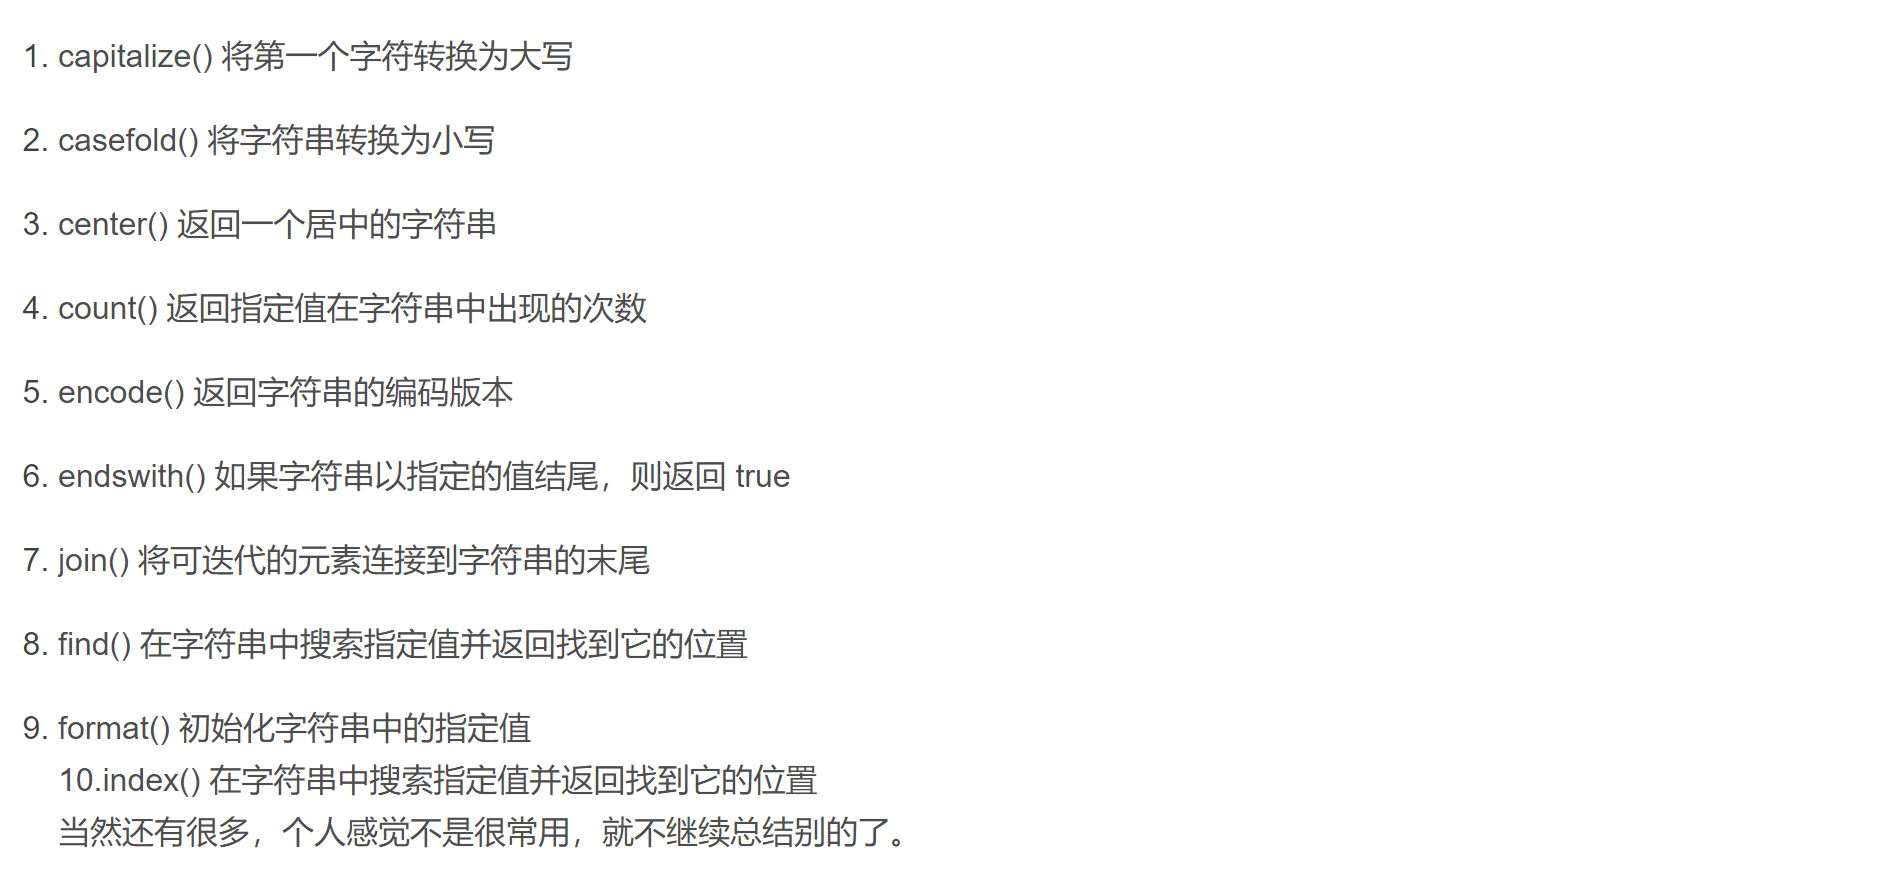 1. capitalize() 将第一个字符转换为大写
2. casefold() 将字符串转换为小写
3. center() 返回一个居中的字符串
4. count() 返回指定值在字符串中出现的次数
5. encode() 返回字符串的编码版本
6. endswith() 如果字符串以指定的值结尾，则返回 true
7. join() 将可迭代的元素连接到字符串的末尾
8. find() 在字符串中搜索指定值并返回找到它的位置
9. format() 初始化字符串中的指定值
10.index() 在字符串中搜索指定值并返回找到它的位置
当然还有很多，个人感觉不是很常用，就不继续总结别的了。